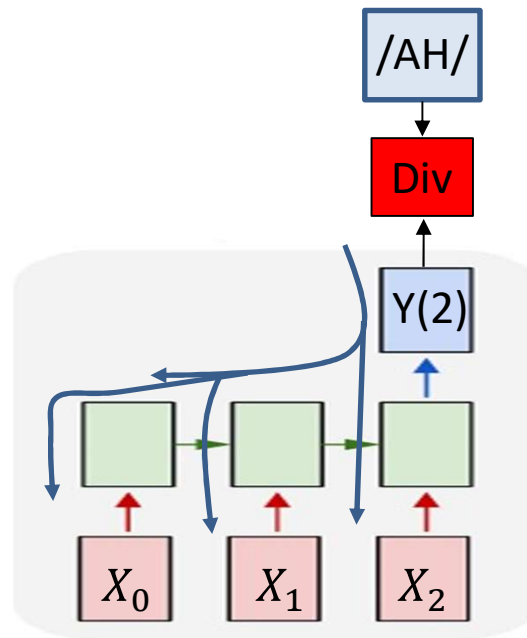 /AH/
Div
Y(2)
X₀ X₁ X₂